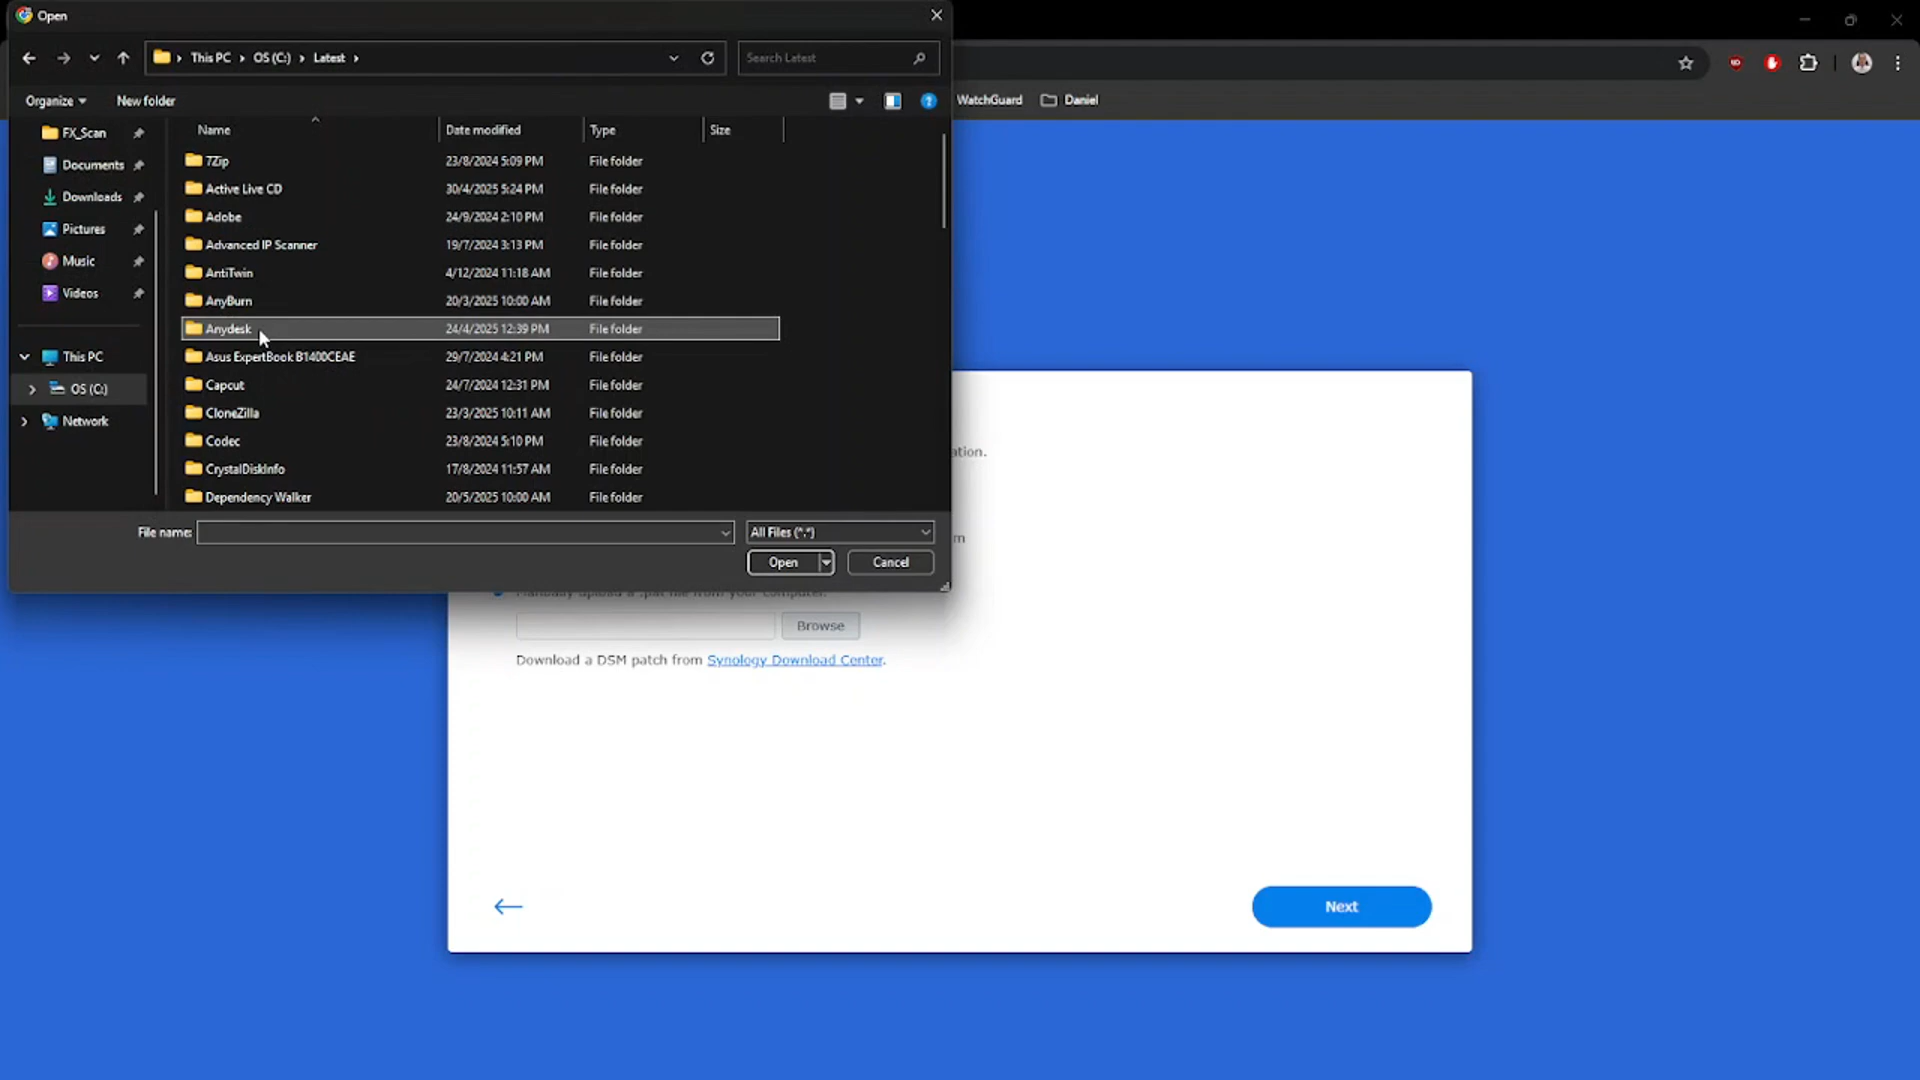 Open
This PC > OS (C:) > Latest >
Search Latest
Organize
New folder
WatchGuard
Daniel
FX_Scan
Documents
Downloads
Pictures
Music
Videos
This PC
OS (C:)
Network
Name Date modified Type Size
7Zip 23/8/2024 5:09 PM File folder
Active Live CD 30/4/2025 5:24 PM File folder
Adobe 24/9/2024 2:10 PM File folder
Advanced IP Scanner 19/7/2024 3:13 PM File folder
AntiTwin 4/12/2024 11:18 AM File folder
AnyBurn 20/3/2025 10:00 AM File folder
Anydesk 24/4/2025 12:39 PM File folder
Asus ExpertBook B1400CEAE 29/7/2024 4:21 PM File folder
Capcut 24/7/2024 12:31 PM File folder
CloneZilla 23/3/2025 10:11 AM File folder
Codec 23/8/2024 5:10 PM File folder
CrystalDiskInfo 17/8/2024 11:57 AM File folder
Dependency Walker 20/5/2025 10:00 AM File folder
File name:
All Files (*.*)
Open
Cancel
ation.
m
Manually upload a .pat file from your computer.
Browse
Download a DSM patch from Synology Download Center.
Next